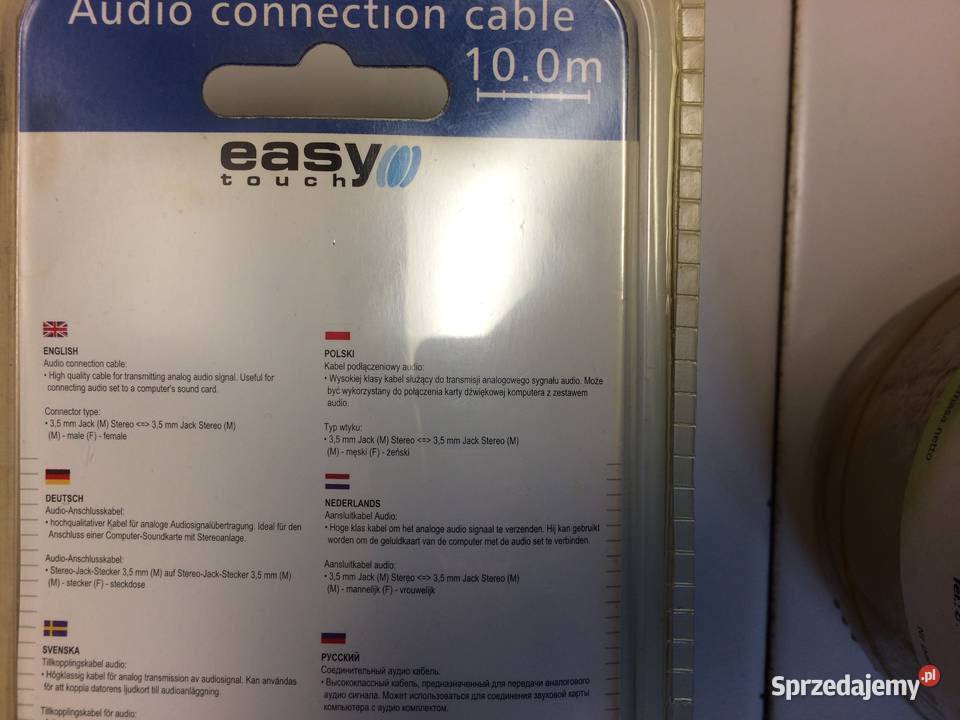 Audio connection cable
10.0m
easy
touch
ENGLISH
Audio connection cable:
• High quality cable for transmitting analog audio signal. Useful for
connecting audio set to a computer's sound card.
Connector type:
• 3,5 mm Jack (M) Stereo <=> 3,5 mm Jack Stereo (M)
(M) - male (F) - female
DEUTSCH
Audio-Anschlusskabel:
• hochqualitativer Kabel für analoge Audiosignalübertragung. Ideal für den
Anschluss einer Computer-Soundkarte mit Stereoanlage.
Audio-Anschlusskabel:
• Stereo-Jack-Stecker 3,5 mm (M) auf Stereo-Jack-Stecker 3,5 mm (M)
(M) - stecker (F) - steckdose
SVENSKA
Tillkopplingskabel audio:
• Högklassig kabel för analog transmission av audiosignal. Kan användas
för att koppla datorens ljudkort till audioanläggning.
Tillkopplingskabel för audio:
POLSKI
Kabel podłączeniowy audio:
• Wysokiej klasy kabel służący do transmisji analogowego sygnału audio. Może
być wykorzystany do połączenia karty dźwiękowej komputera z zestawem
audio.
Typ wtyku:
• 3,5 mm Jack (M) Stereo <=> 3,5 mm Jack Stereo (M)
(M) - męski (F) - żeński
NEDERLANDS
Aansluitkabel Audio:
• Hoge klas kabel om het analoge audio signaal te verzenden. Hij kan gebruikt
worden om de geluidkaart van de computer met de audio set te verbinden.
Aansluitkabel audio:
• 3,5 mm Jack (M) Stereo <=> 3,5 mm Jack Stereo (M)
(M) - mannelijk (F) - vrouwelijk
РУССКИЙ
Соединительный аудио кабель:
• Высококлассный кабель, предназначенный для передачи аналогового
аудио сигнала. Может использоваться для соединения звуковой карты
компьютера с аудио комплектом.
masa netto
Sprzedajemy.pl